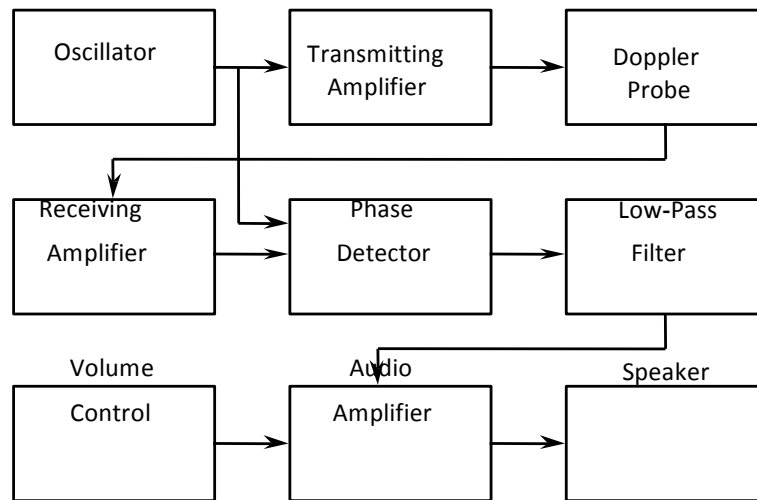 Oscillator
Transmitting
Amplifier
Doppler
Probe
Receiving
Amplifier
Phase
Detector
Low-Pass
Filter
Volume
Control
Audio
Amplifier
Speaker